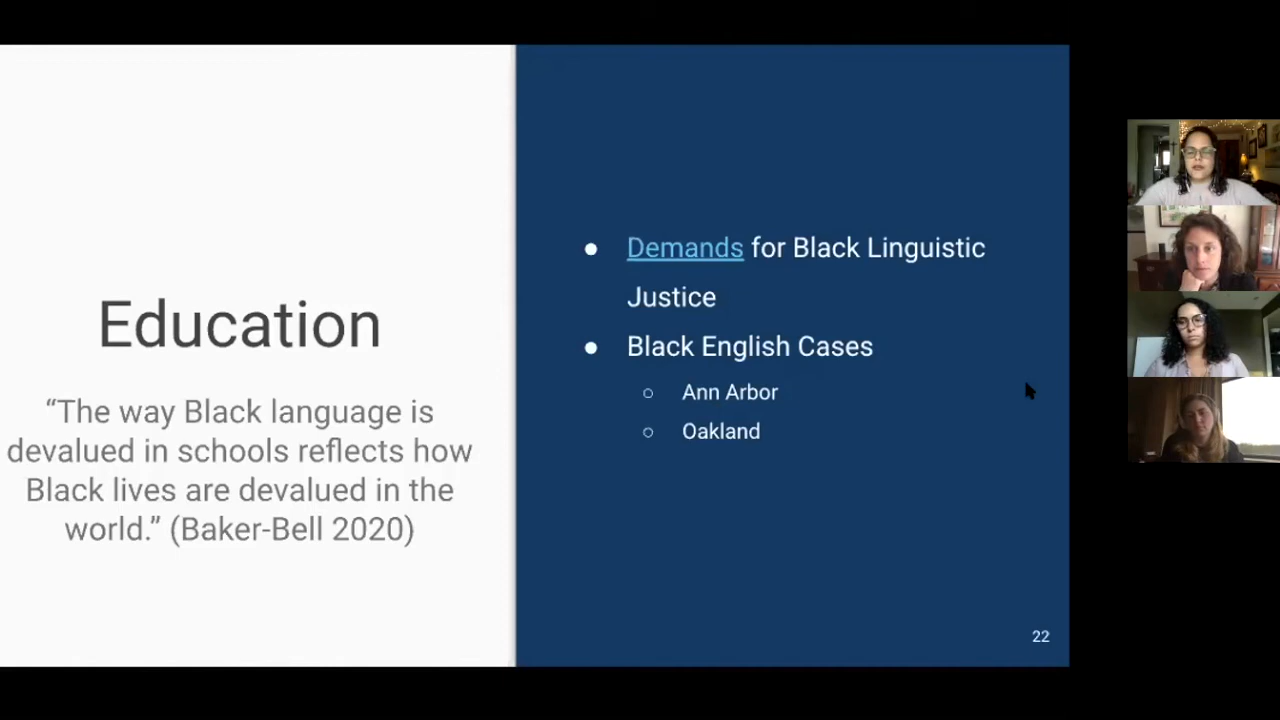 Education
“The way Black language is
devalued in schools reflects how
Black lives are devalued in the
world.” (Baker-Bell 2020)
● Demands for Black Linguistic
Justice
● Black English Cases
○ Ann Arbor
○ Oakland
22